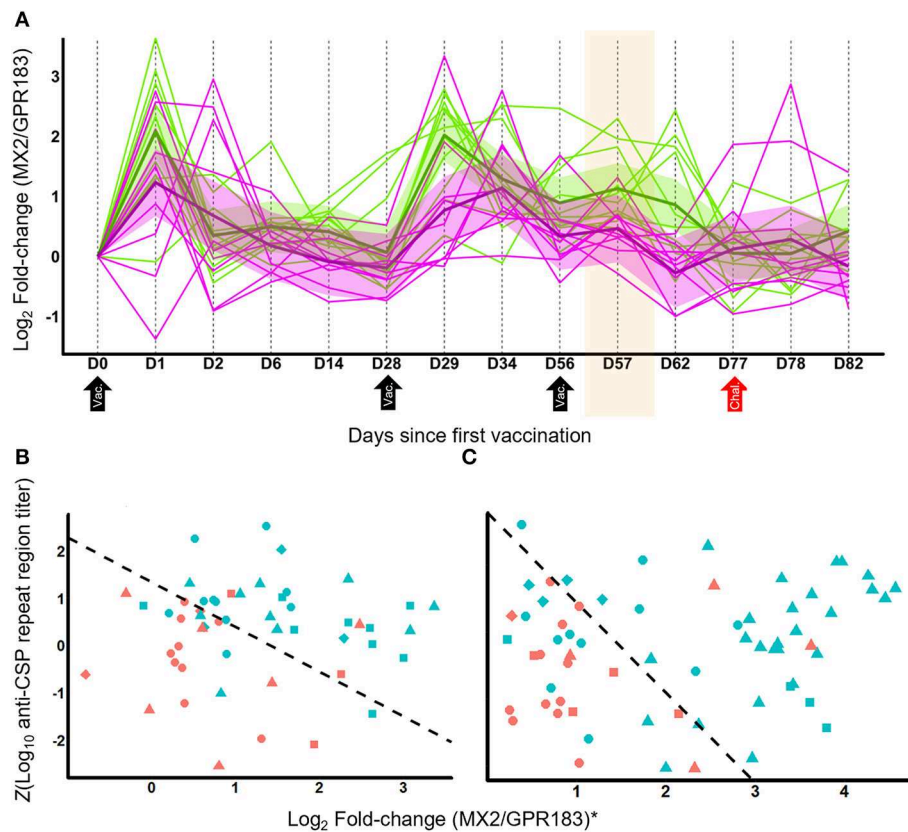 A
Log2 Fold-change (MX2/GPR183)
3
2
1
0
-1
D0 D1 D2 D6 D14 D28 D29 D34 D56 D57 D62 D77 D78 D82
Vac. Vac. Vac. Chal.
Days since first vaccination
B C
Z(Log10 anti-CSP repeat region titer)
2
1
0
-1
-2
0 1 2 3 1 2 3 4
Log2 Fold-change (MX2/GPR183)*